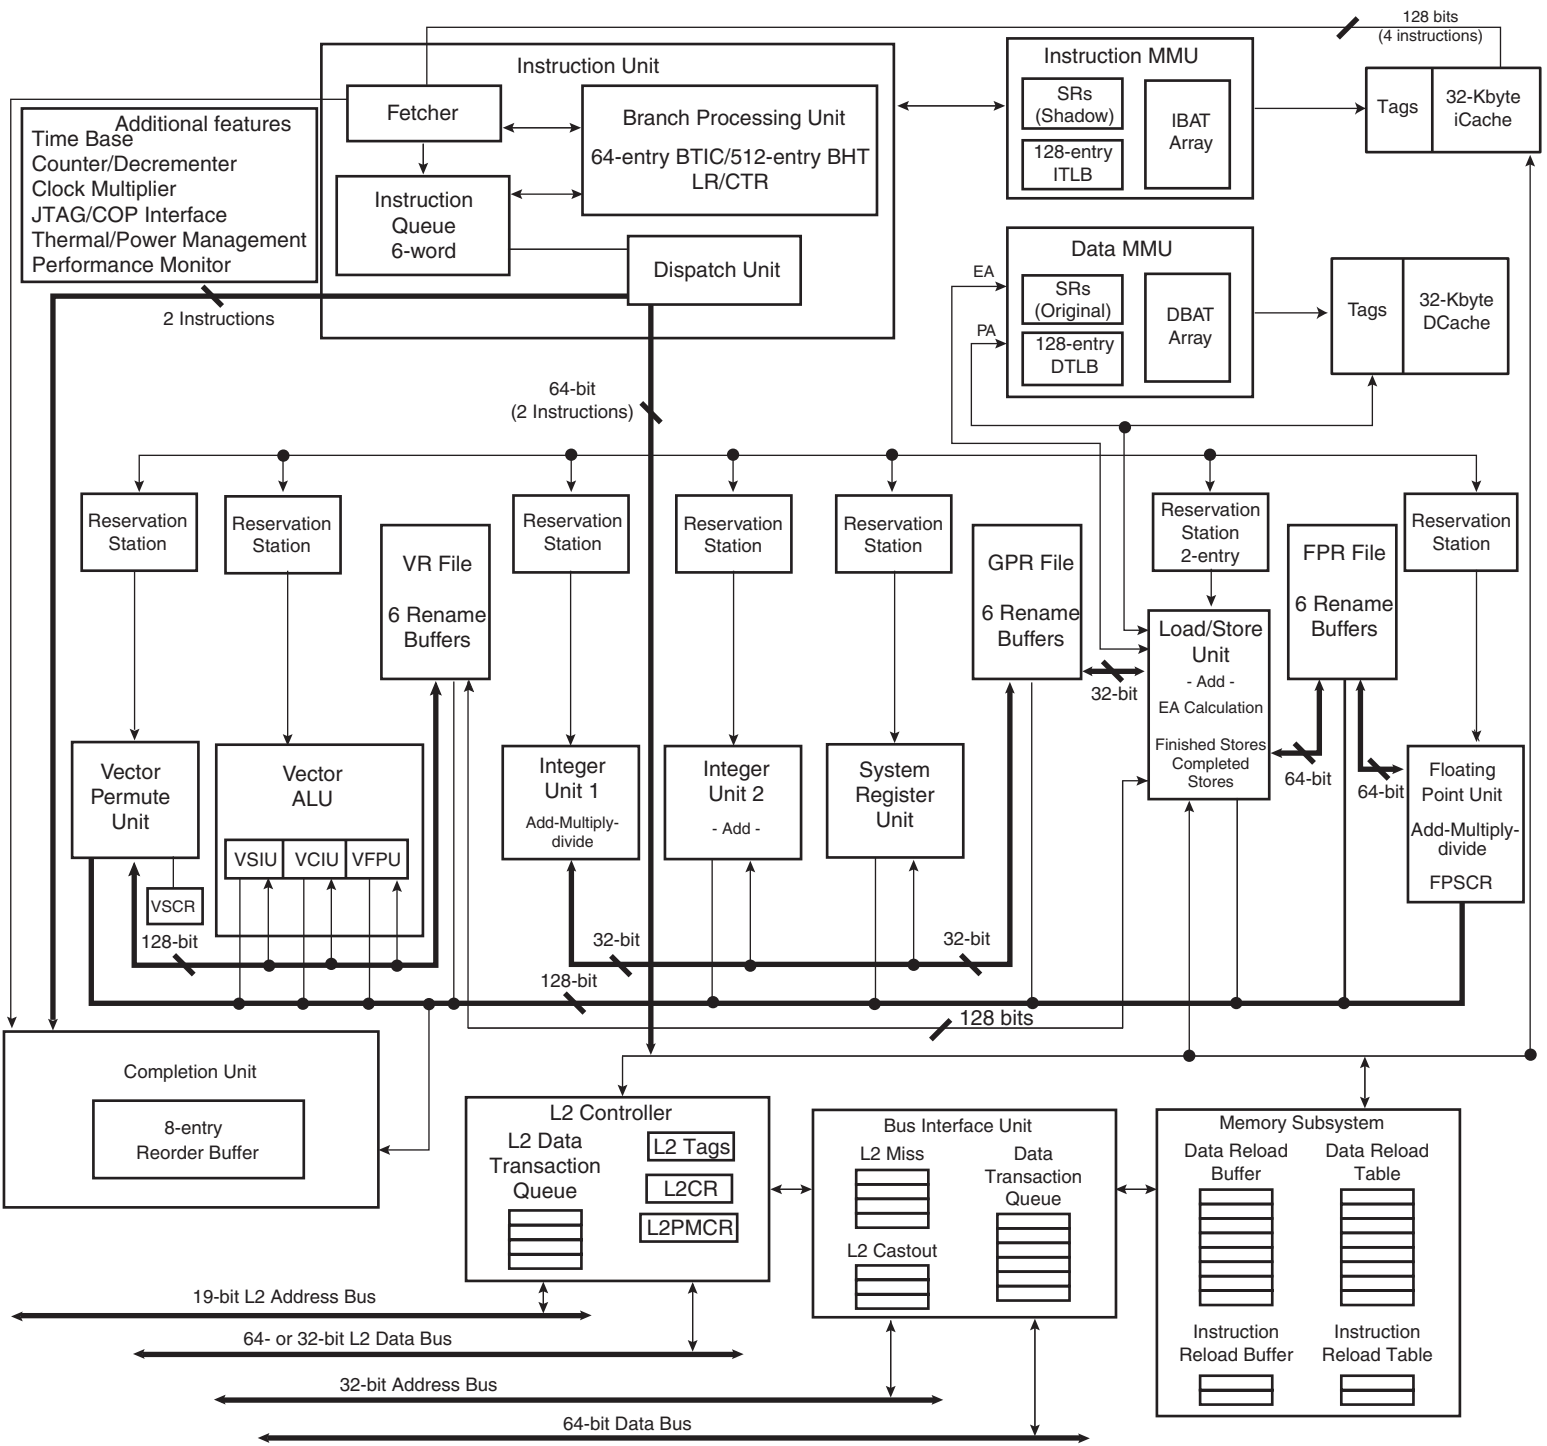 128 bits
(4 instructions)
Instruction Unit
Fetcher
Branch Processing Unit
64-entry BTIC/512-entry BHT
LR/CTR
Instruction
Queue
6-word
Dispatch Unit
Additional features
Time Base
Counter/Decrementer
Clock Multiplier
JTAG/COP Interface
Thermal/Power Management
Performance Monitor
2 Instructions
64-bit
(2 Instructions)
Instruction MMU
SRs
(Shadow)
128-entry
ITLB
IBAT
Array
Tags
32-Kbyte
iCache
Data MMU
EA
PA
SRs
(Original)
128-entry
DTLB
DBAT
Array
Tags
32-Kbyte
DCache
Reservation
Station
Reservation
Station
VR File
6 Rename
Buffers
Reservation
Station
Reservation
Station
Reservation
Station
GPR File
6 Rename
Buffers
Reservation
Station
2-entry
FPR File
6 Rename
Buffers
Reservation
Station
Vector
Permute
Unit
VSCR
Vector
ALU
VSIU
VCIU
VFPU
Integer
Unit 1
Add-Multiply-
divide
Integer
Unit 2
- Add -
System
Register
Unit
32-bit
Load/Store
Unit
- Add -
EA Calculation
Finished Stores
Completed
Stores
64-bit
64-bit
Floating
Point Unit
Add-Multiply-
divide
FPSCR
128-bit
32-bit
32-bit
128-bit
128 bits
Completion Unit
8-entry
Reorder Buffer
L2 Controller
L2 Data
Transaction
Queue
L2 Tags
L2CR
L2PMCR
Bus Interface Unit
L2 Miss
L2 Castout
Data
Transaction
Queue
Memory Subsystem
Data Reload
Buffer
Data Reload
Table
Instruction
Reload Buffer
Instruction
Reload Table
19-bit L2 Address Bus
64- or 32-bit L2 Data Bus
32-bit Address Bus
64-bit Data Bus